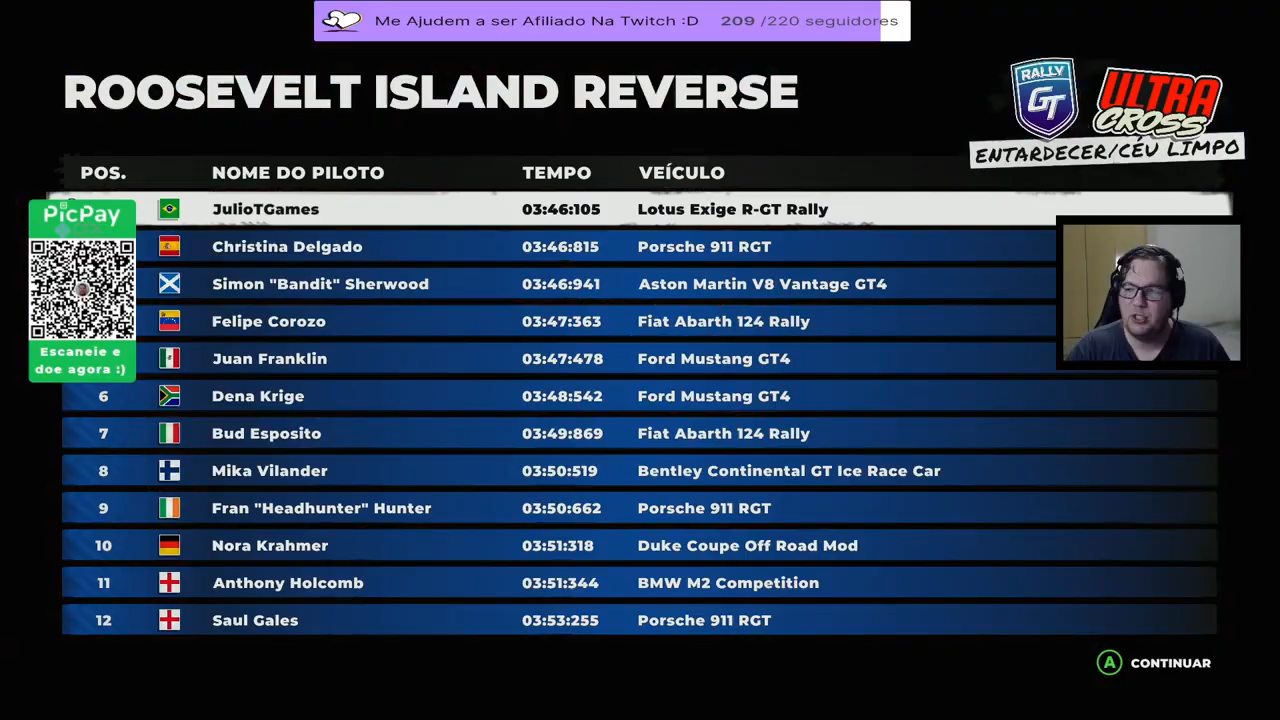 Me Ajudem a ser Afiliado Na Twitch :D 209 /220 seguidores
ROOSEVELT ISLAND REVERSE
RALLY GT
ULTRA CROSS
ENTARDECER/CÉU LIMPO
POS. NOME DO PILOTO TEMPO VEÍCULO
JulioTGames 03:46:105 Lotus Exige R-GT Rally
Christina Delgado 03:46:815 Porsche 911 RGT
Simon "Bandit" Sherwood 03:46:941 Aston Martin V8 Vantage GT4
Felipe Corozo 03:47:363 Fiat Abarth 124 Rally
Juan Franklin 03:47:478 Ford Mustang GT4
6 Dena Krige 03:48:542 Ford Mustang GT4
7 Bud Esposito 03:49:869 Fiat Abarth 124 Rally
8 Mika Vilander 03:50:519 Bentley Continental GT Ice Race Car
9 Fran "Headhunter" Hunter 03:50:662 Porsche 911 RGT
10 Nora Krahmer 03:51:318 Duke Coupe Off Road Mod
11 Anthony Holcomb 03:51:344 BMW M2 Competition
12 Saul Gales 03:53:255 Porsche 911 RGT
PicPay
Escaneie e
doe agora :)
A CONTINUAR